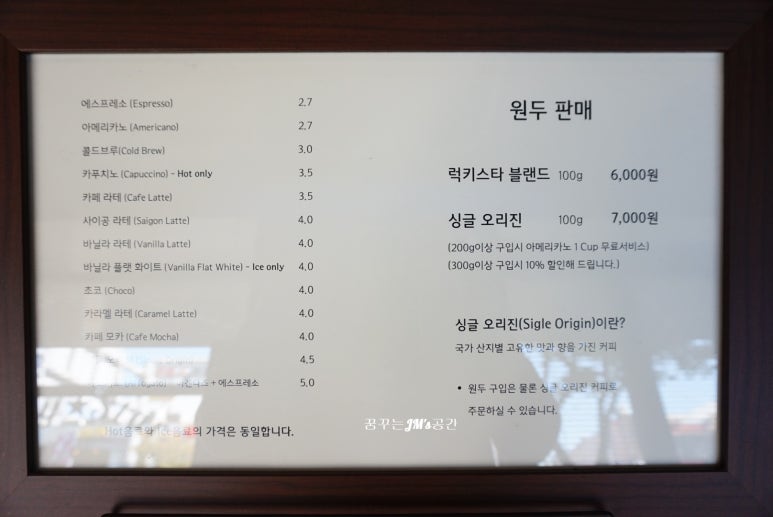 에스프레소 (Espresso) 2.7
아메리카노 (Americano) 2.7
콜드브루(Cold Brew) 3.0
카푸치노 (Capuccino) - Hot only 3.5
카페 라테 (Cafe Latte) 3.5
사이공 라테 (Saigon Latte) 4.0
바닐라 라테 (Vanilla Latte) 4.0
바닐라 플랫 화이트 (Vanilla Flat White) - Ice only 4.0
초코 (Choco) 4.0
카라멜 라테 (Caramel Latte) 4.0
카페 모카 (Cafe Mocha) 4.0
4.5
+ 에스프레소 5.0
Hot음료와 Ice음료의 가격은 동일합니다.
원두 판매
럭키스타 블랜드 100g 6,000원
싱글 오리진 100g 7,000원
(200g이상 구입시 아메리카노 1 Cup 무료서비스)
(300g이상 구입시 10% 할인해 드립니다.)
싱글 오리진(Sigle Origin)이란?
국가 산지별 고유한 맛과 향을 가진 커피
• 원두 구입은 물론 싱글 오리진 커피로
주문하실 수 있습니다.
꿈꾸는 JM's 공간